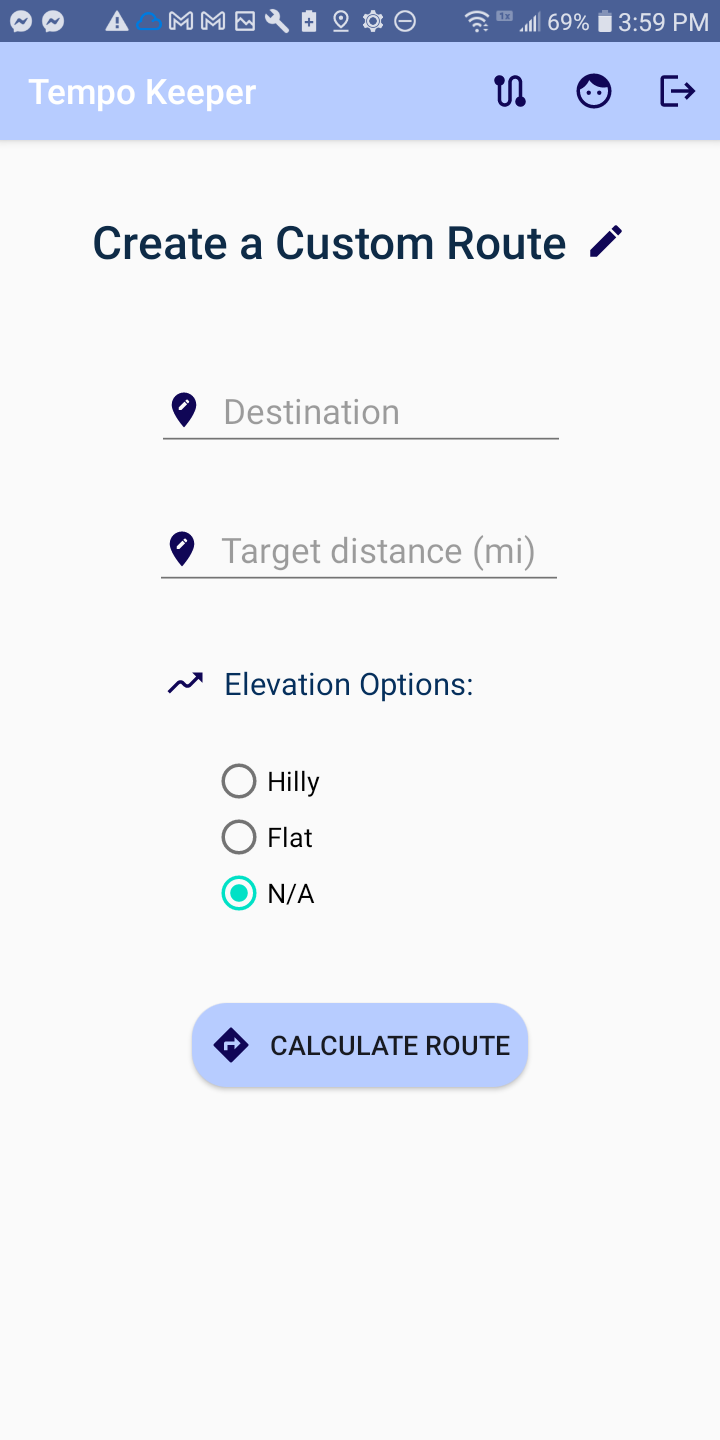 69% 3:59 PM
Tempo Keeper
Create a Custom Route
Destination
Target distance (mi)
Elevation Options:
Hilly
Flat
N/A
CALCULATE ROUTE